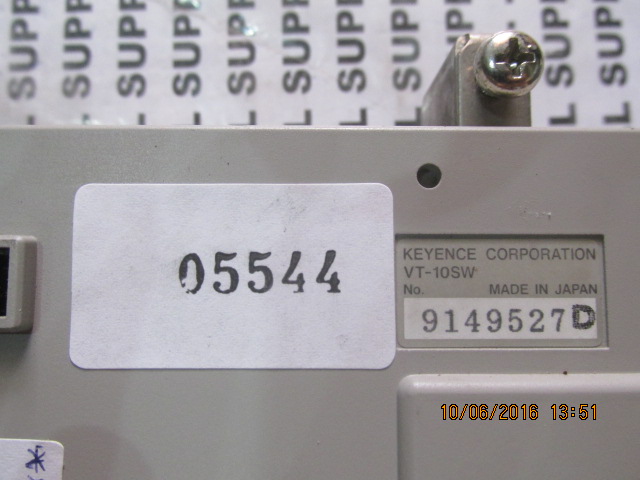 05544
KEYENCE CORPORATION
VT-10SW
No. MADE IN JAPAN
9149527D
10/06/2016 13:51